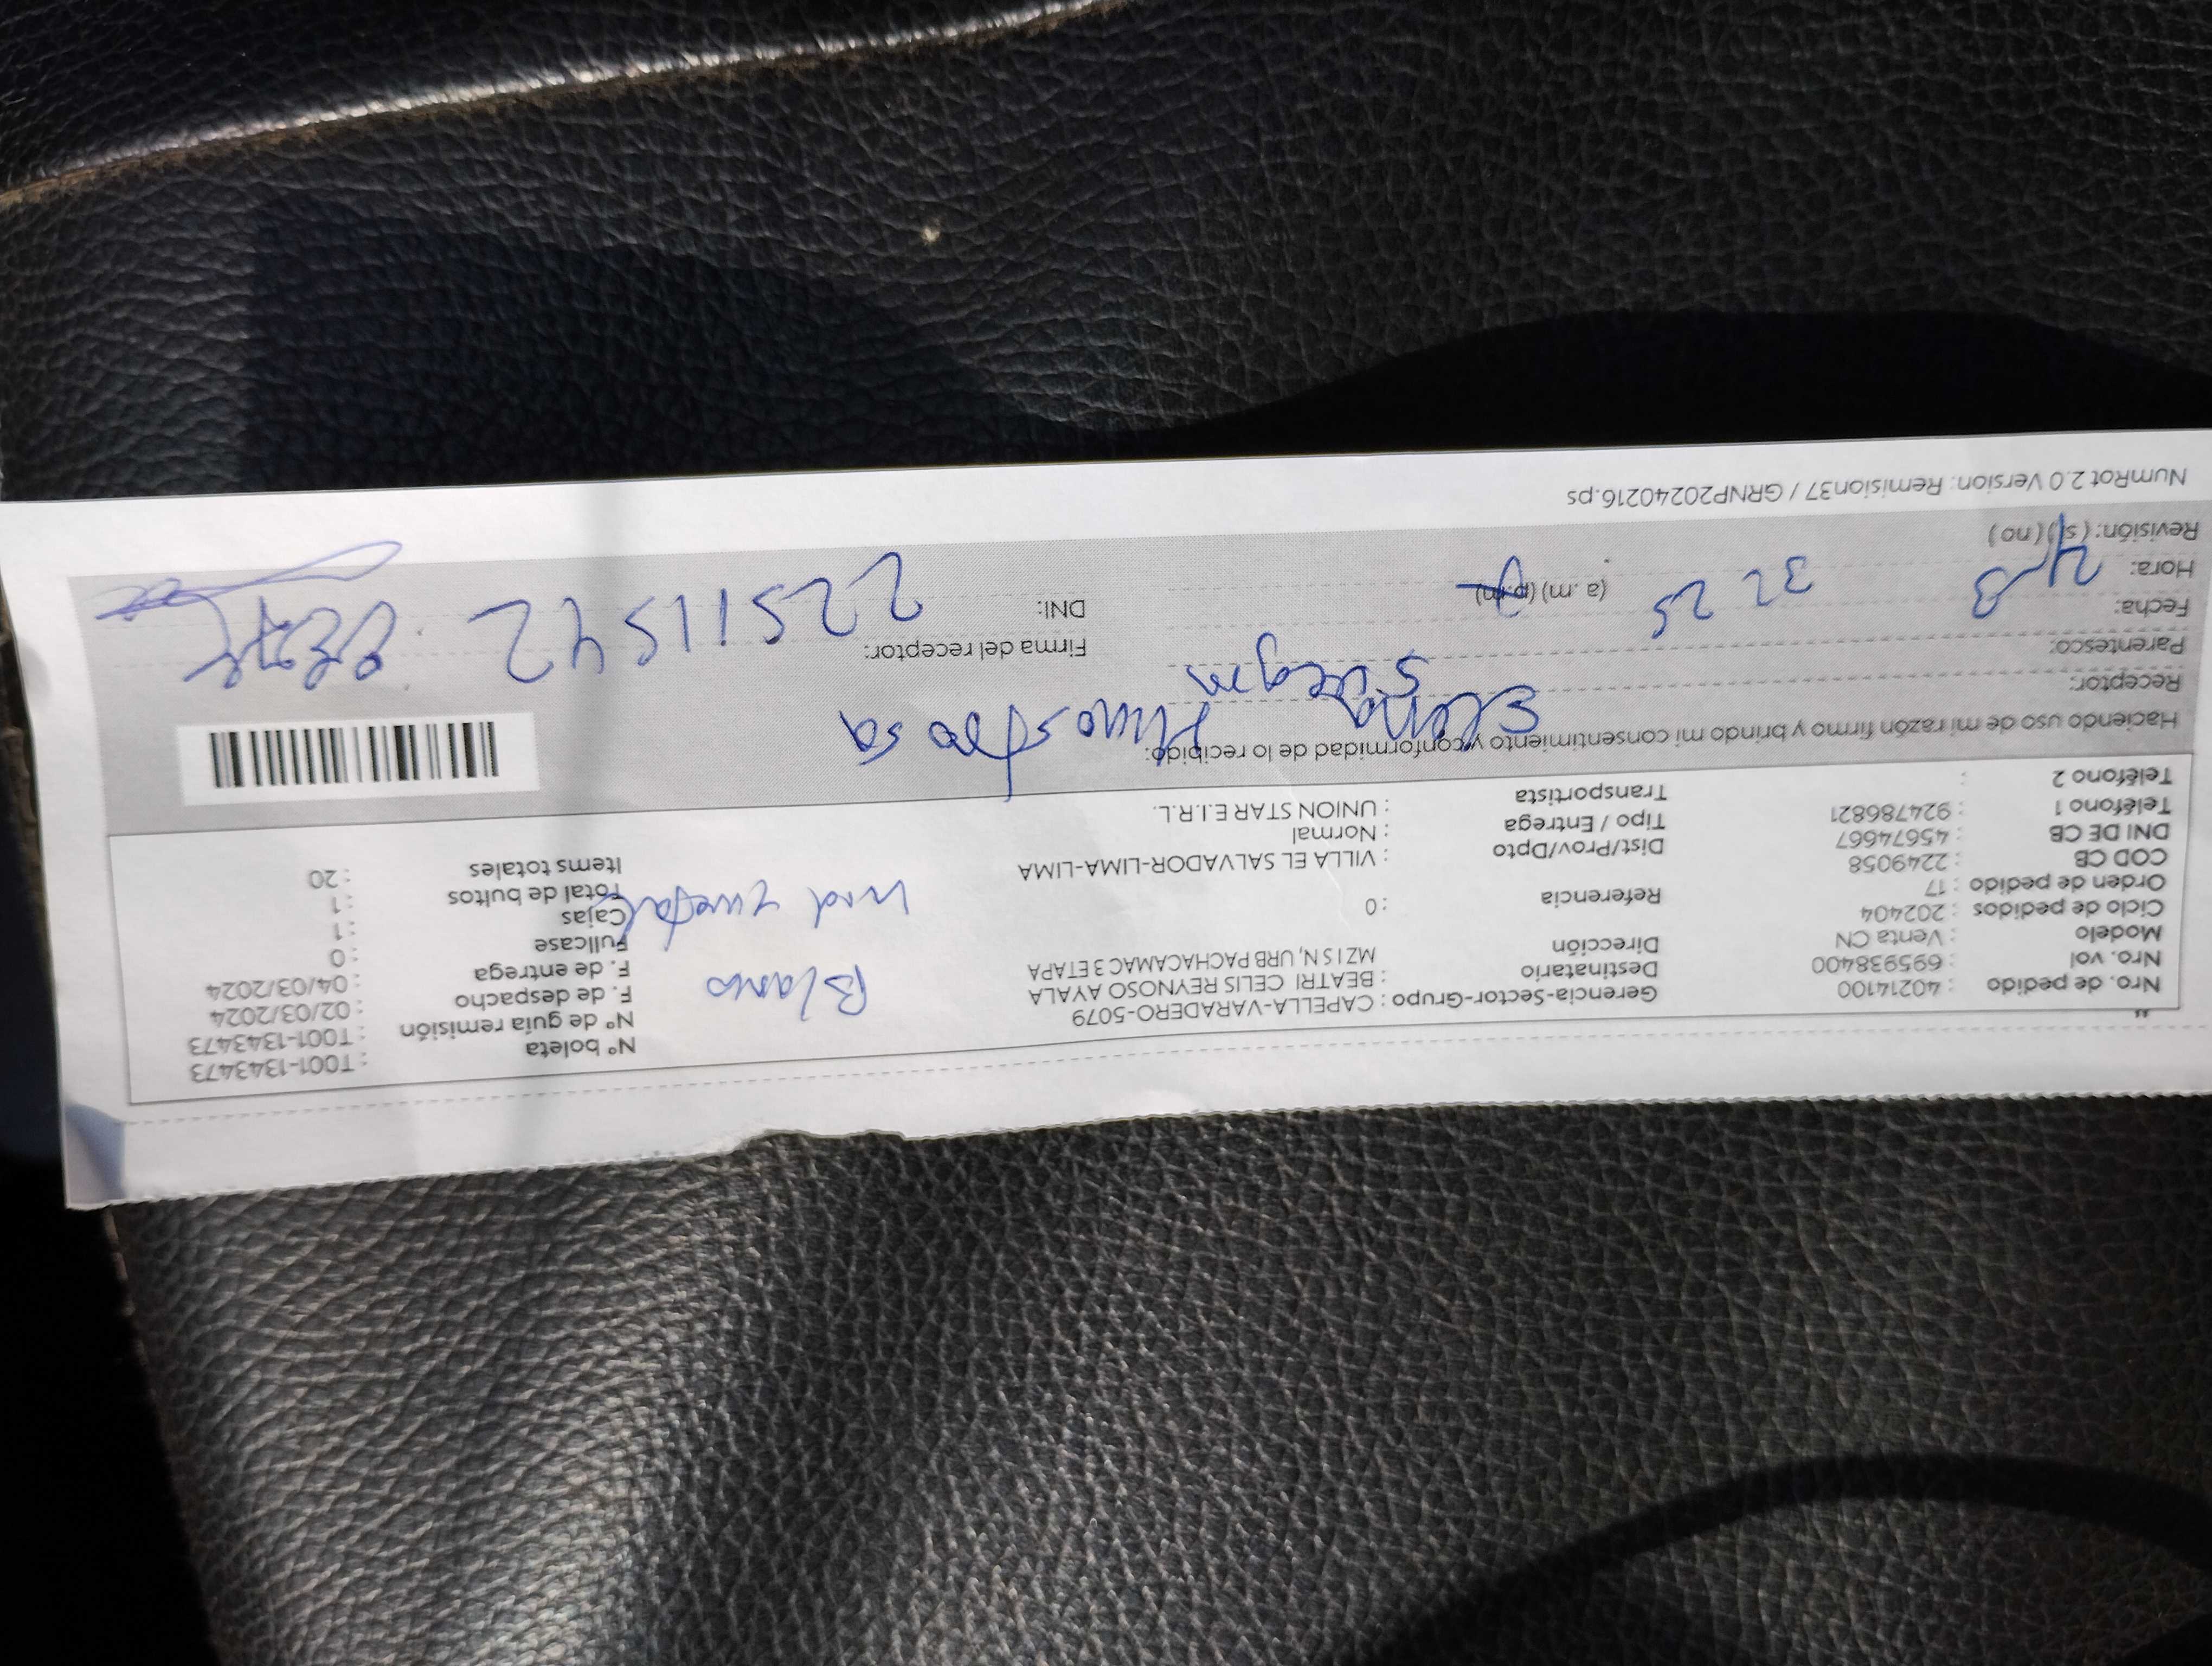 Nro. de pedido : 40214100
Nro. vol : 695938400
Modelo : Venta CN
Ciclo de pedidos : 202404
Orden de pedido : 17
COD CB : 2249058
DNI DE CB : 45674667
Teléfono 1 : 924786821
Teléfono 2 :
Gerencia-Sector-Grupo : CAPELLA-VARADERO-5079
Destinatario : BEATRI CELIS REYNOSO AYALA
Dirección MZ I S N, URB PACHACAMAC 3 ETAPA
Referencia : 0
Dist/Prov/Dpto : VILLA EL SALVADOR-LIMA-LIMA
Tipo / Entrega : Normal
Transportista : UNION STAR E.I.R.L.
Nº boleta : T001-1343473
Nº de guía remisión : T001-1343473
F. de despacho : 02/03/2024
F. de entrega : 04/03/2024
Fullcase : 0
Cajas : 1
Total de bultos : 1
Items totales : 20
Haciendo uso de mi razón firmo y brindo mi consentimiento y conformidad de lo recibido:
Receptor: Elena
Parentesco:
Fecha: 4 3
Hora: (a .m) (p.m)
Revisión: ( si ) ( no )
Firma del receptor:
DNI: 22511542
NumRot 2.0 Version: Remision37 / GRNP20240216.ps